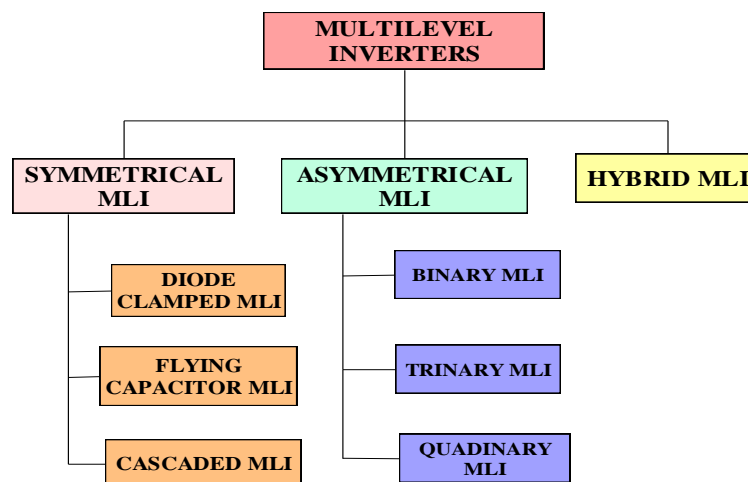 MULTILEVEL
INVERTERS
SYMMETRICAL
MLI
ASYMMETRICAL
MLI
HYBRID MLI
DIODE
CLAMPED MLI
FLYING
CAPACITOR MLI
CASCADED MLI
BINARY MLI
TRINARY MLI
QUADINARY
MLI